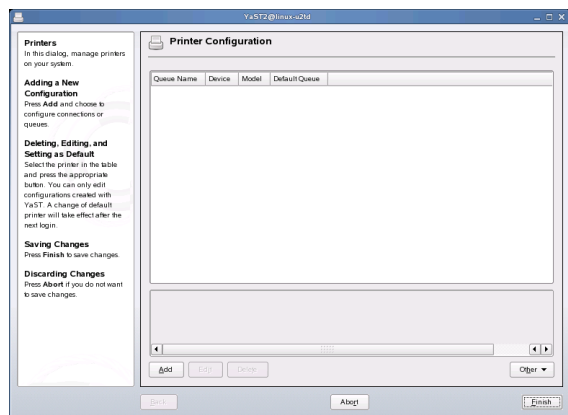 YaST2@linux-u2td
Printers
In this dialog, manage printers
on your system.
Adding a New
Configuration
Press Add and choose to
configure connections or
queues.
Deleting, Editing, and
Setting as Default
Select the printer in the table
and press the appropriate
button. You can only edit
configurations created with
YaST. A change of default
printer will take effect after the
next login.
Saving Changes
Press Finish to save changes.
Discarding Changes
Press Abort if you do not want
to save changes.
Printer Configuration
Queue Name Device Model Default Queue
Add Edit Delete Other
Back Abort Finish